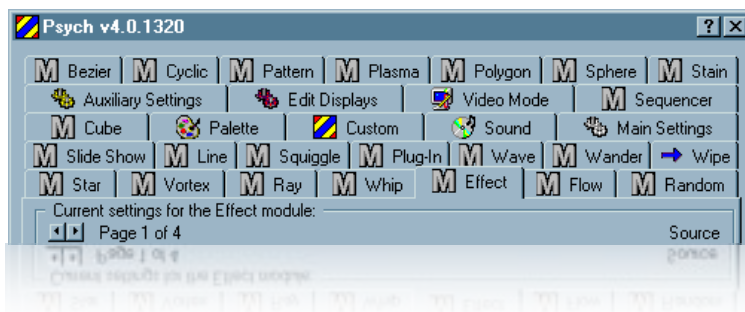 Psych v4.0.1320
M Bezier M Cyclic M Pattern M Plasma M Polygon M Sphere M Stain
Auxiliary Settings Edit Displays Video Mode M Sequencer
M Cube Palette Custom Sound Main Settings
M Slide Show M Line M Squiggle M Plug-In M Wave M Wander Wipe
M Star M Vortex M Ray M Whip M Effect M Flow M Random
Current settings for the Effect module:
Page 1 of 4 Source